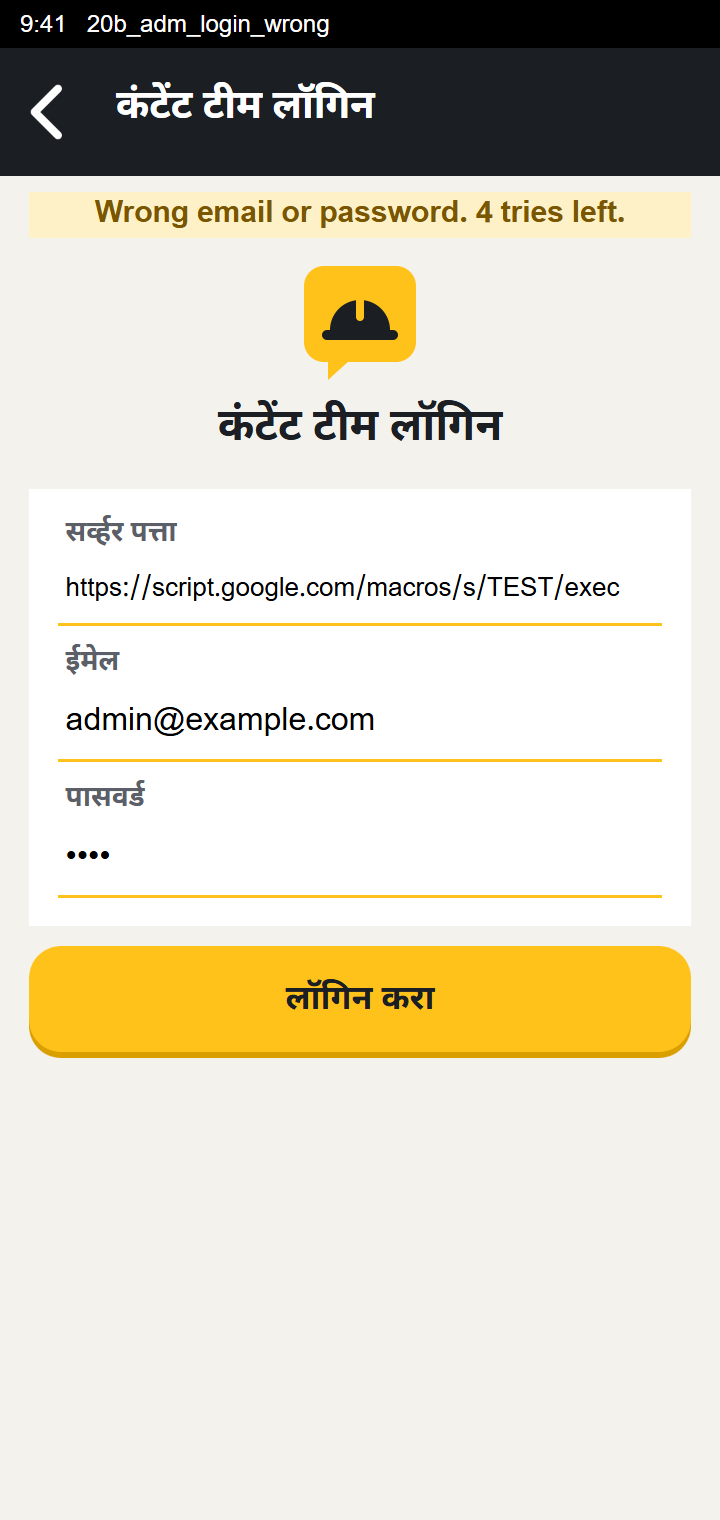 9:41 20b_adm_login_wrong
कंटेंट टीम लॉगिन
Wrong email or password. 4 tries left.
कंटेंट टीम लॉगिन
सर्व्हर पत्ता
https://script.google.com/macros/s/TEST/exec
ईमेल
admin@example.com
पासवर्ड
••••
लॉगिन करा